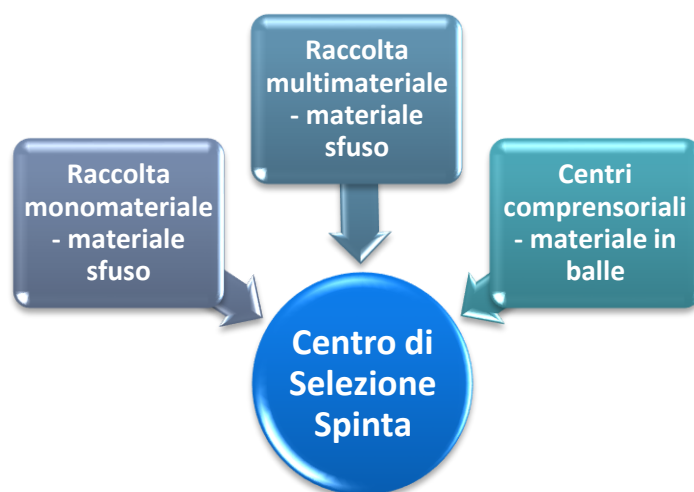 Raccolta
multimateriale
- materiale
sfuso
Raccolta
monomateriale
- materiale
sfuso
Centri
comprensoriali
- materiale in
balle
Centro di
Selezione
Spinta